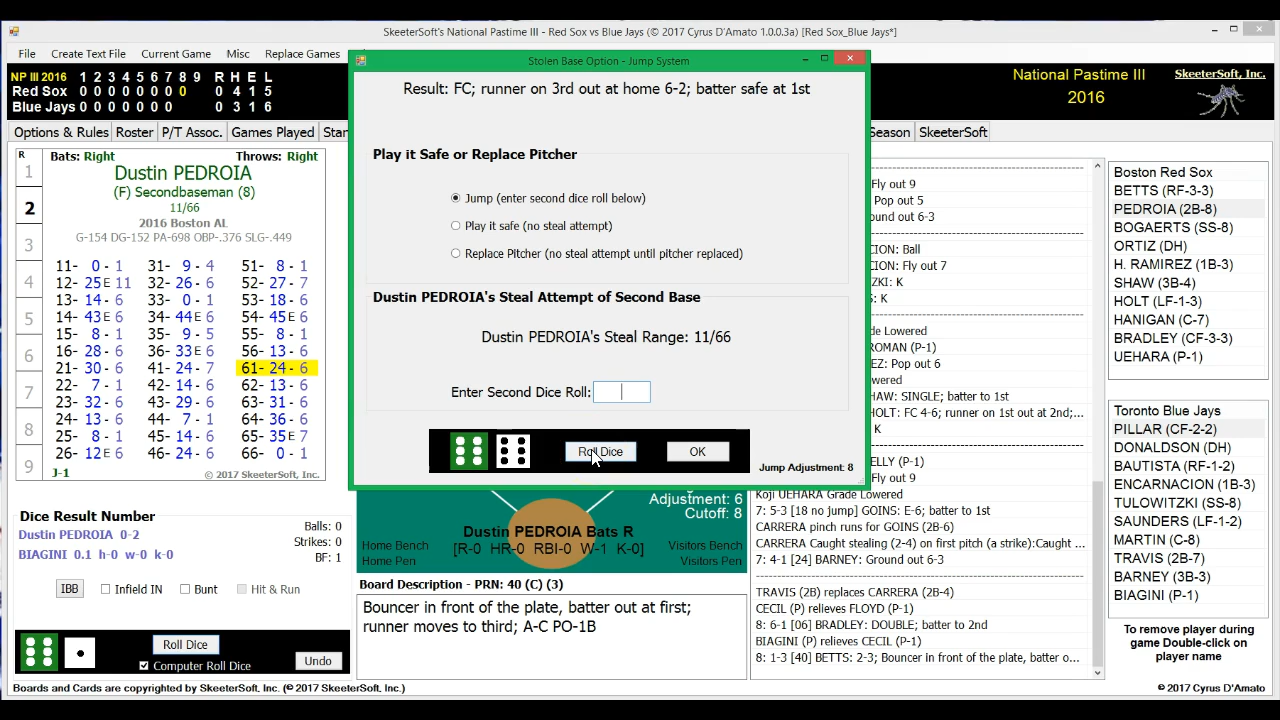 SkeeterSoft's National Pastime III - Red Sox vs Blue Jays (© 2017 Cyrus D'Amato 1.0.0.3a) [Red Sox_Blue Jays*]
File Create Text File Current Game Misc Replace Games
NP III 2016 1 2 3 4 5 6 7 8 9 R H E L
Red Sox 0 0 0 0 0 0 0 0 0 4 1 5
Blue Jays 0 0 0 0 0 0 0 0 3 1 6
National Pastime III
2016
SkeeterSoft, Inc.
Options & Rules Roster P/T Assoc. Games Played Season SkeeterSoft
R
1
2
3
4
5
6
7
8
9
Bats: Right Throws: Right
Dustin PEDROIA
(F) Secondbaseman (8)
11/66
2016 Boston AL
G-154 DG-152 PA-698 OBP-.376 SLG-.449
11- 0 - 1 31- 9 - 4 51- 8 - 1
12- 25E 11 32- 26 - 6 52- 27 - 7
13- 14 - 6 33- 0 - 1 53- 18 - 6
14- 43E 6 34- 44E 6 54- 45E 6
15- 8 - 1 35- 9 - 5 55- 8 - 1
16- 28 - 6 36- 33E 6 56- 13 - 6
21- 30 - 6 41- 24 - 7 61- 24 - 6
22- 7 - 1 42- 14 - 6 62- 13 - 6
23- 32 - 6 43- 29 - 6 63- 31 - 6
24- 13 - 6 44- 7 - 1 64- 36 - 6
25- 8 - 1 45- 14 - 6 65- 35E 7
26- 12E 6 46- 14 - 6 66- 0 - 1
J-1 © 2017 SkeeterSoft, Inc.
Dice Result Number
Dustin PEDROIA 0-2
BIAGINI 0.1 h-0 w-0 k-0
Balls: 0
Strikes: 0
BF: 1
IBB Infield IN Bunt Hit & Run
Roll Dice
Computer Roll Dice
Undo
Boards and Cards are copyrighted by SkeeterSoft, Inc. (© 2017 SkeeterSoft, Inc.)
Stolen Base Option - Jump System
Result: FC; runner on 3rd out at home 6-2; batter safe at 1st
Play it Safe or Replace Pitcher
Jump (enter second dice roll below)
Play it safe (no steal attempt)
Replace Pitcher (no steal attempt until pitcher replaced)
Dustin PEDROIA's Steal Attempt of Second Base
Dustin PEDROIA's Steal Range: 11/66
Enter Second Dice Roll:
Roll Dice OK
Jump Adjustment: 8
Adjustment: 6
Cutoff: 8
Dustin PEDROIA Bats R
[R-0 HR-0 RBI-0 W-1 K-0]
Home Bench
Home Pen
Visitors Bench
Visitors Pen
Board Description - PRN: 40 (C) (3)
Bouncer in front of the plate, batter out at first;
runner moves to third; A-C PO-1B
Fly out 9
Pop out 5
ound out 6-3
CION: Ball
CION: Fly out 7
S: K
de Lowered
ROMAN (P-1)
EZ: Pop out 6
wered
HAW: SINGLE; batter to 1st
HOLT: FC 4-6; runner on 1st out at 2nd;...
K
ELLY (P-1)
Fly out 9
Koji UEHARA Grade Lowered
7: 5-3 [18 no jump] GOINS: E-6; batter to 1st
CARRERA pinch runs for GOINS (2B-6)
CARRERA Caught stealing (2-4) on first pitch (a strike):Caught ...
7: 4-1 [24] BARNEY: Ground out 6-3
TRAVIS (2B) replaces CARRERA (2B-4)
CECIL (P) relieves FLOYD (P-1)
8: 6-1 [06] BRADLEY: DOUBLE; batter to 2nd
BIAGINI (P) relieves CECIL (P-1)
8: 1-3 [40] BETTS: 2-3; Bouncer in front of the plate, batter o...
Boston Red Sox
BETTS (RF-3-3)
PEDROIA (2B-8)
BOGAERTS (SS-8)
ORTIZ (DH)
H. RAMIREZ (1B-3)
SHAW (3B-4)
HOLT (LF-1-3)
HANIGAN (C-7)
BRADLEY (CF-3-3)
UEHARA (P-1)
Toronto Blue Jays
PILLAR (CF-2-2)
DONALDSON (DH)
BAUTISTA (RF-1-2)
ENCARNACION (1B-3)
TULOWITZKI (SS-8)
SAUNDERS (LF-1-2)
MARTIN (C-8)
TRAVIS (2B-7)
BARNEY (3B-3)
BIAGINI (P-1)
To remove player during
game Double-click on
player name
© 2017 Cyrus D'Amato